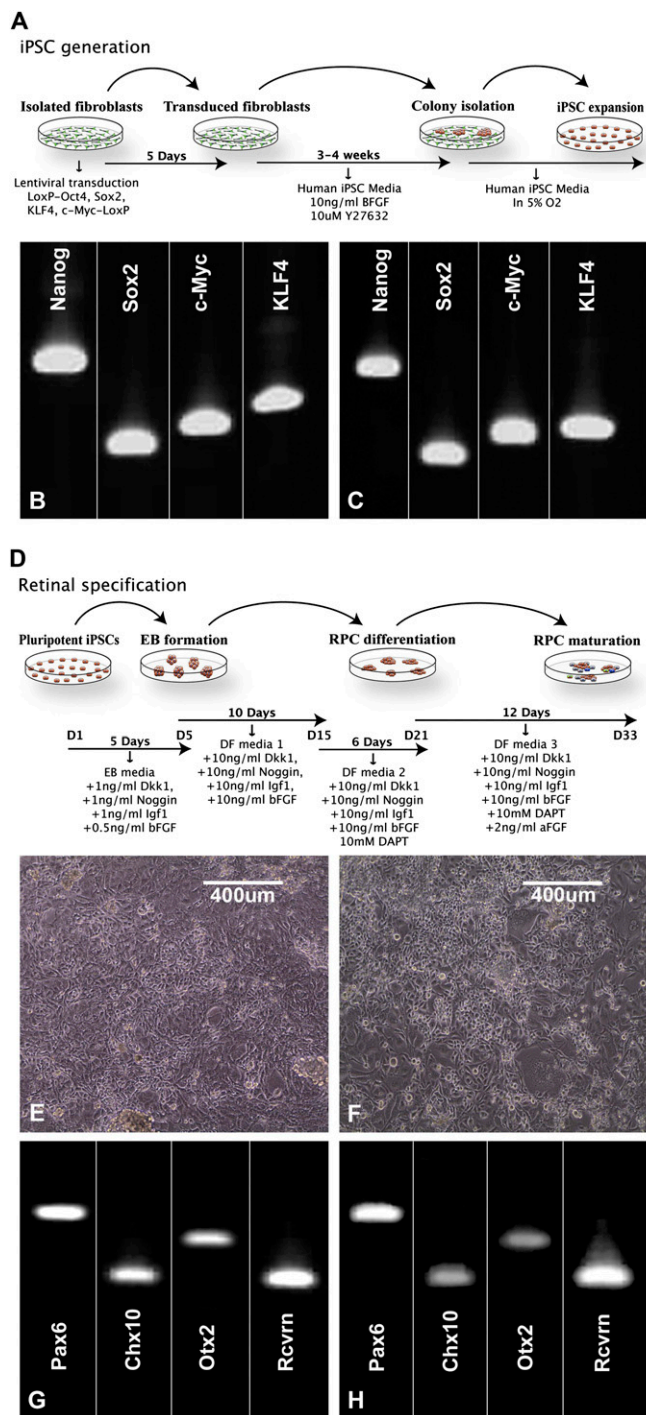 A
iPSC generation
Isolated fibroblasts
Transduced fibroblasts
Colony isolation
iPSC expansion
5 Days
3-4 weeks
Lentiviral transduction
LoxP-Oct4, Sox2,
KLF4, c-Myc-LoxP
Human iPSC Media
10ng/ml BFGF
10uM Y27632
Human iPSC Media
In 5% O2
Nanog
Sox2
c-Myc
KLF4
B
Nanog
Sox2
c-Myc
KLF4
C
D
Retinal specification
Pluripotent iPSCs
EB formation
RPC differentiation
RPC maturation
10 Days
12 Days
D1
5 Days
D5
D15
6 Days
D21
D33
EB media
+1ng/ml Dkk1,
+1ng/ml Noggin
+1ng/ml Igf1
+0.5ng/ml bFGF
DF media 1
+10ng/ml Dkk1,
+10ng/ml Noggin,
+10ng/ml Igf1,
+10ng/ml bFGF
DF media 2
+10ng/ml Dkk1
+10ng/ml Noggin
+10ng/ml Igf1
+10ng/ml bFGF
10mM DAPT
DF media 3
+10ng/ml Dkk1
+10ng/ml Noggin
+10ng/ml Igf1
+10ng/ml bFGF
+10mM DAPT
+2ng/ml aFGF
400um
E
400um
F
Pax6
Chx10
Otx2
Rcvrn
G
Pax6
Chx10
Otx2
Rcvrn
H